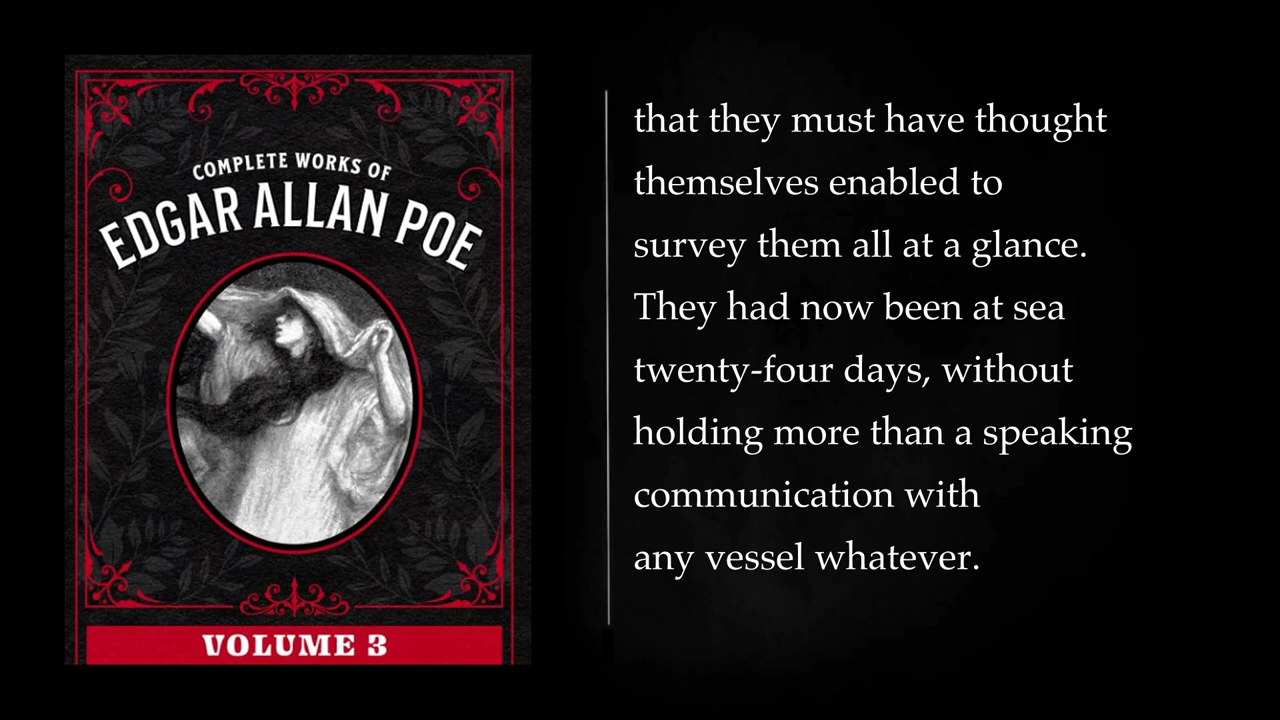 COMPLETE WORKS OF
EDGAR ALLAN POE
VOLUME 3
that they must have thought
themselves enabled to
survey them all at a glance.
They had now been at sea
twenty-four days, without
holding more than a speaking
communication with
any vessel whatever.